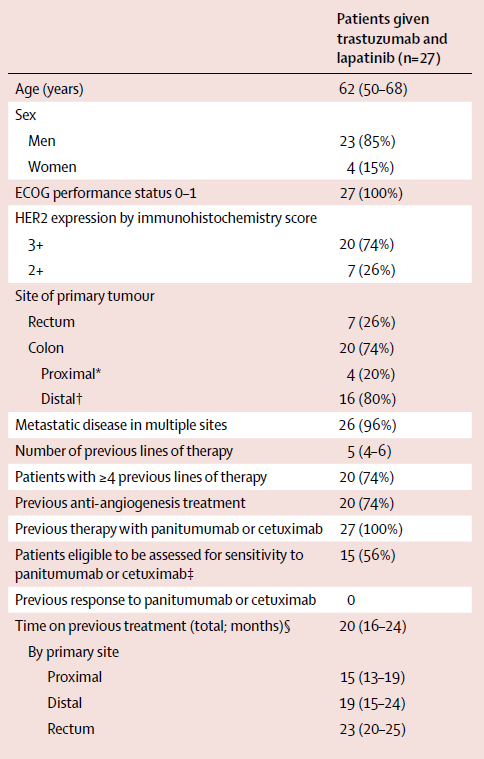 Patients given
trastuzumab and
lapatinib (n=27)
Age (years) 62 (50–68)
Sex
Men 23 (85%)
Women 4 (15%)
ECOG performance status 0–1 27 (100%)
HER2 expression by immunohistochemistry score
3+ 20 (74%)
2+ 7 (26%)
Site of primary tumour
Rectum 7 (26%)
Colon 20 (74%)
Proximal* 4 (20%)
Distal† 16 (80%)
Metastatic disease in multiple sites 26 (96%)
Number of previous lines of therapy 5 (4–6)
Patients with ≥4 previous lines of therapy 20 (74%)
Previous anti-angiogenesis treatment 20 (74%)
Previous therapy with panitumumab or cetuximab 27 (100%)
Patients eligible to be assessed for sensitivity to 15 (56%)
panitumumab or cetuximab‡
Previous response to panitumumab or cetuximab 0
Time on previous treatment (total; months)§ 20 (16–24)
By primary site
Proximal 15 (13–19)
Distal 19 (15–24)
Rectum 23 (20–25)